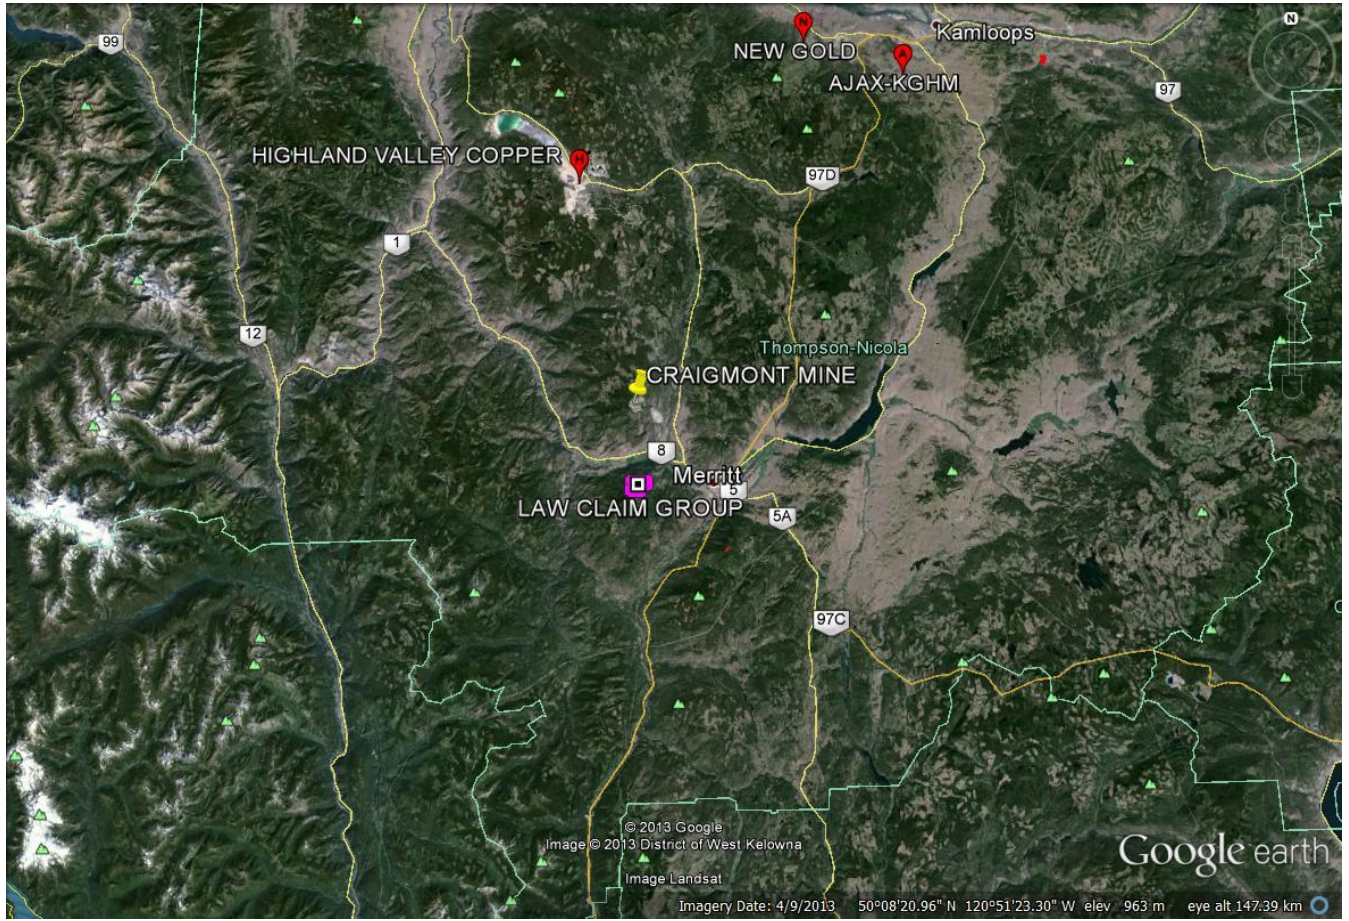 N
99
N
Kamloops
NEW GOLD
A
AJAX-KGHM
97
HIGHLAND VALLEY COPPER
H
97D
1
12
Thompson-Nicola
CRAIGMONT MINE
8
Merritt
5
LAW CLAIM GROUP
5A
97C
© 2013 Google
Image © 2013 District of West Kelowna
Google earth
Image Landsat
Imagery Date: 4/9/2013 50°08'20.96" N 120°51'23.30" W elev 963 m eye alt 147.39 km